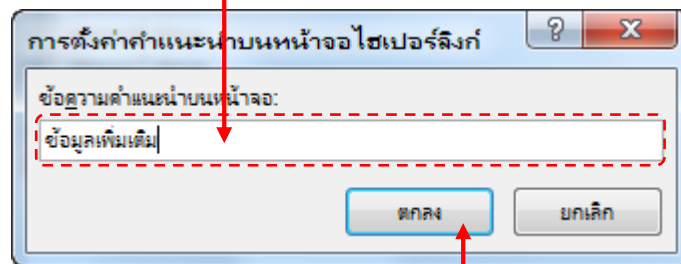 การตั้งค่าคำแนะนำบนหน้าจอไฮเปอร์ลิงก์
ข้อความคำแนะนำบนหน้าจอ:
ข้อมูลเพิ่มเติม
ตกลง
ยกเลิก